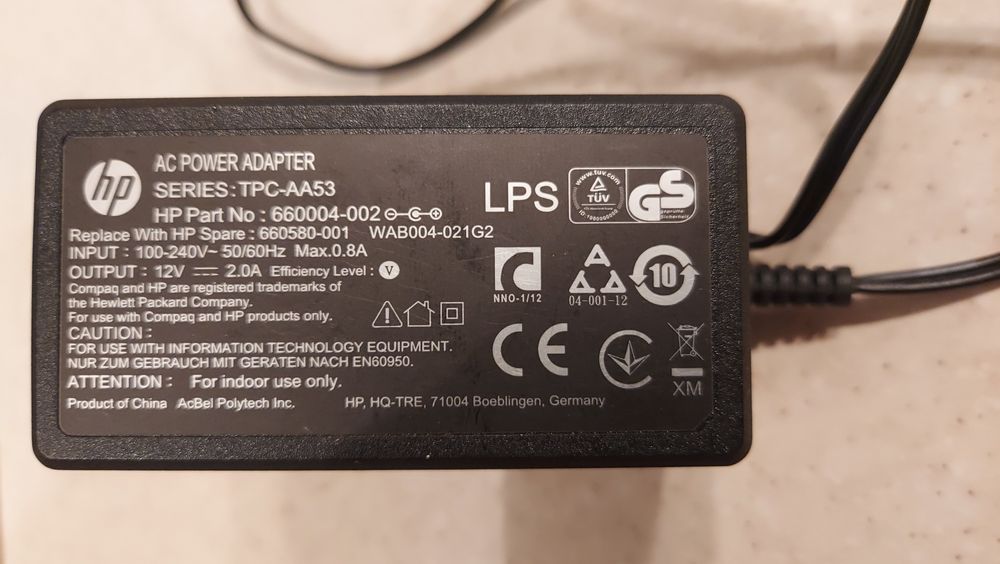 hp
AC POWER ADAPTER
SERIES: TPC-AA53
HP Part No : 660004-002
Replace With HP Spare : 660580-001 WAB004-021G2
INPUT : 100-240V~ 50/60Hz Max.0.8A
OUTPUT : 12V ⎓ 2.0A Efficiency Level : V
Compaq and HP are registered trademarks of
the Hewlett Packard Company.
For use with Compaq and HP products only.
CAUTION :
FOR USE WITH INFORMATION TECHNOLOGY EQUIPMENT.
NUR ZUM GEBRAUCH MIT GERATEN NACH EN60950.
ATTENTION : For indoor use only.
Product of China AcBel Polytech Inc.
HP, HQ-TRE, 71004 Boeblingen, Germany
LPS
www.tuv.com
TÜV
GS
geprüfte
Sicherheit
NNO-1/12
A
04-001-12
10
CE
XM